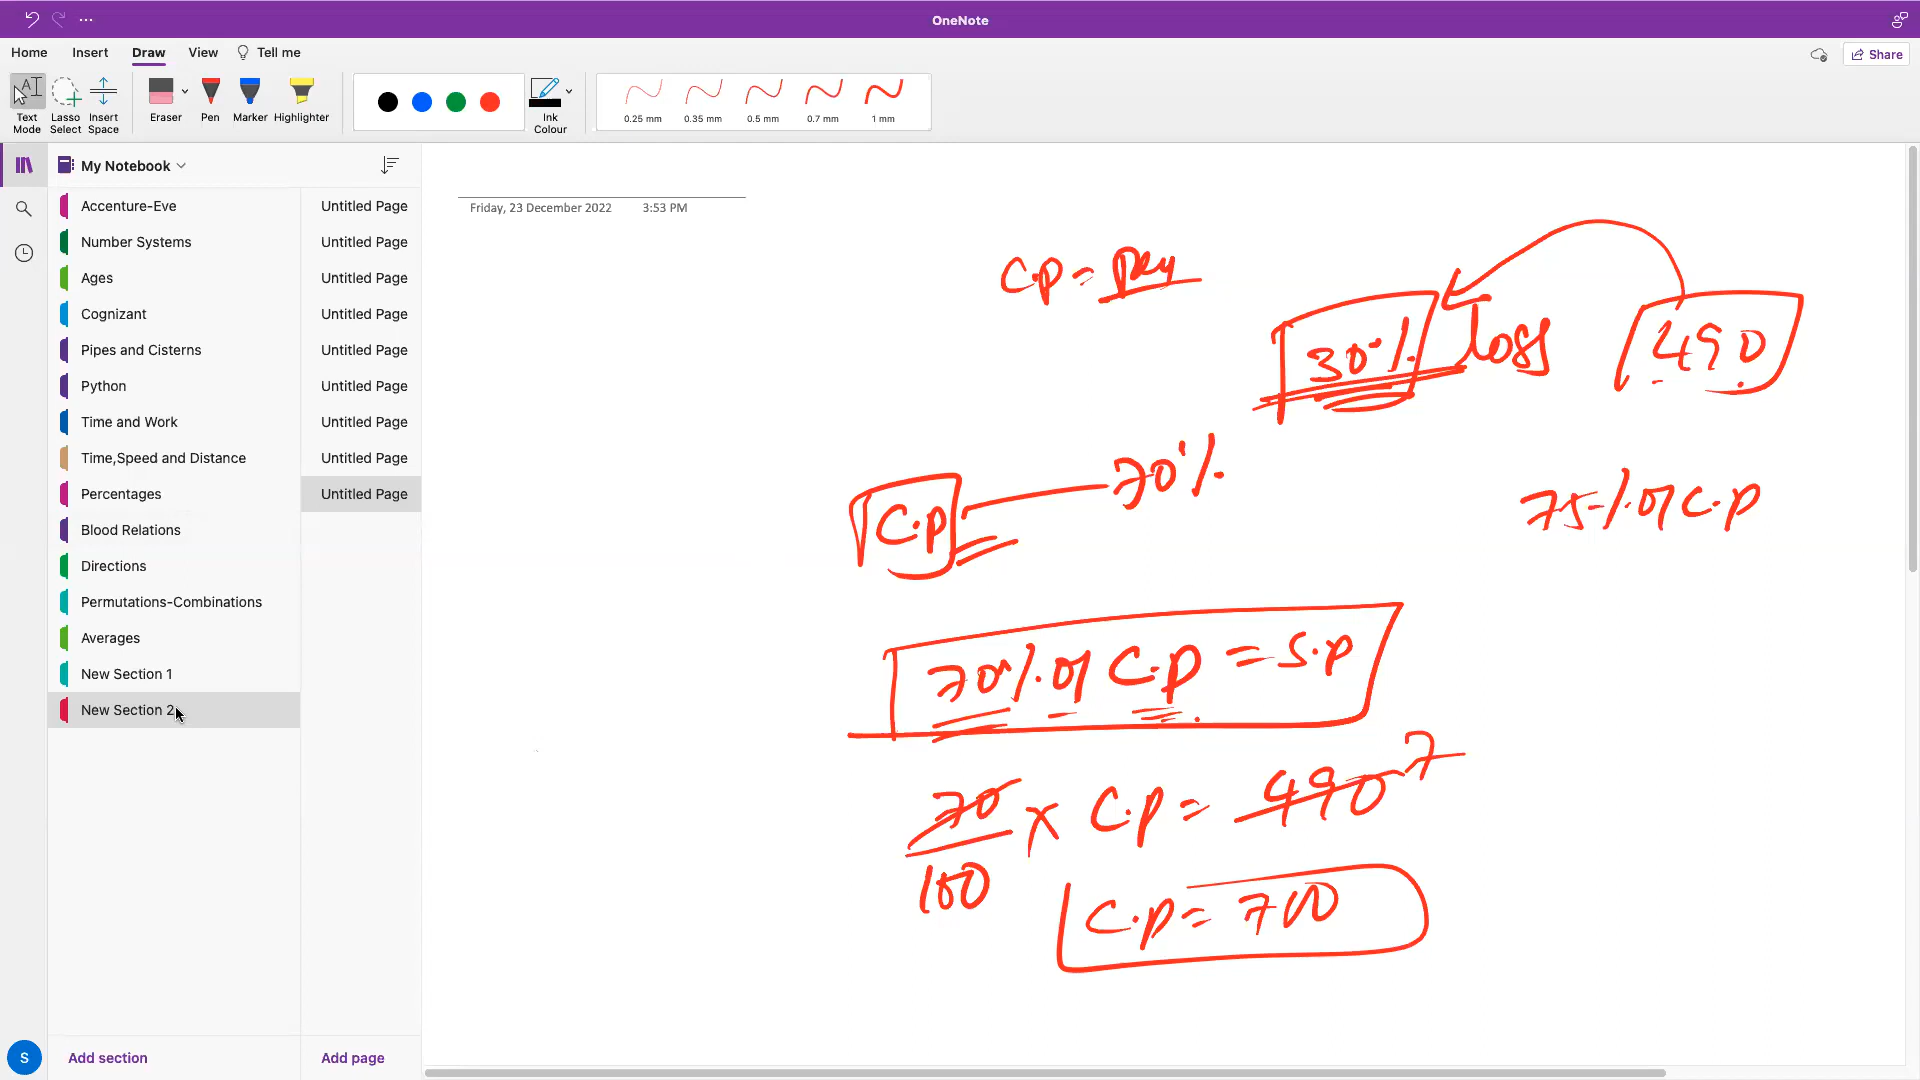 OneNote
Home Insert Draw View Tell me
Share
Text Mode
Lasso Select
Insert Space
Eraser
Pen
Marker
Highlighter
Ink Colour
0.25 mm
0.35 mm
0.5 mm
0.7 mm
1 mm
My Notebook
Accenture-Eve
Number Systems
Ages
Cognizant
Pipes and Cisterns
Python
Time and Work
Time,Speed and Distance
Percentages
Blood Relations
Directions
Permutations-Combinations
Averages
New Section 1
New Section 2
Untitled Page
Untitled Page
Untitled Page
Untitled Page
Untitled Page
Untitled Page
Untitled Page
Untitled Page
Untitled Page
S
Add section
Add page
Friday, 23 December 2022 3:53 PM
C.P =
30% loss 490
C.P 70%
75% of C.P
70% of C.P = S.P
70/100 x C.P = 490 7
C.P = 700